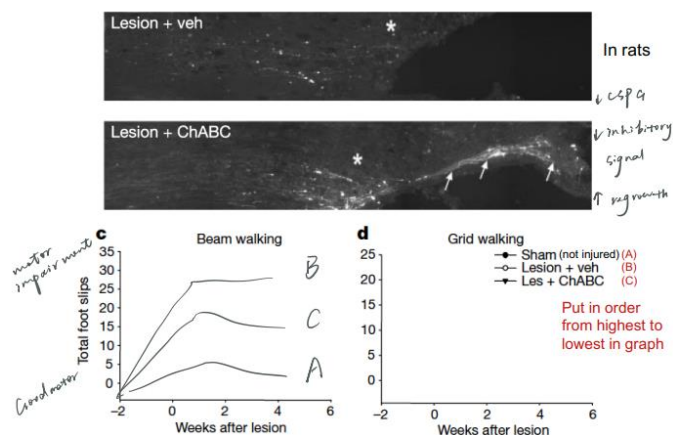 Lesion + veh
*
In rats
↓ CSPG
Lesion + ChABC
*
↓ inhibitory
signal
↑ regrowth
motor
impairment
Good motor
c
Beam walking
Total foot slips
35
30
25
20
15
10
5
0
B
C
A
−2
0
2
4
6
Weeks after lesion
d
Grid walking
25
20
15
10
5
0
Sham (not injured) (A)
Lesion + veh (B)
Les + ChABC (C)
Put in order
from highest to
lowest in graph
−2
0
2
4
6
Weeks after lesion